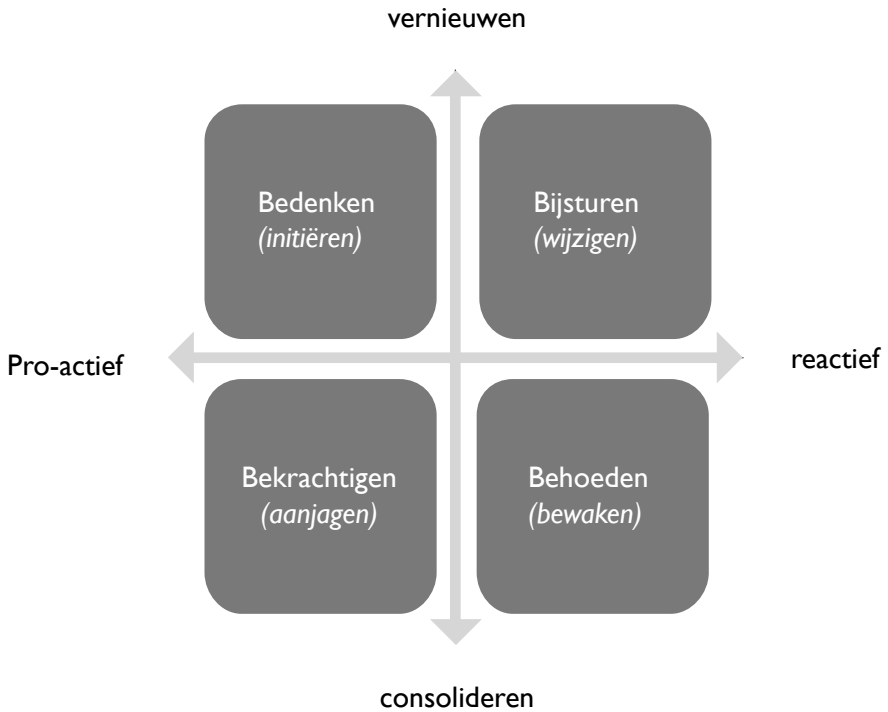 vernieuwen
Bedenken
(initiëren)
Bijsturen
(wijzigen)
Pro-actief
reactief
Bekrachtigen
(aanjagen)
Behoeden
(bewaken)
consolideren